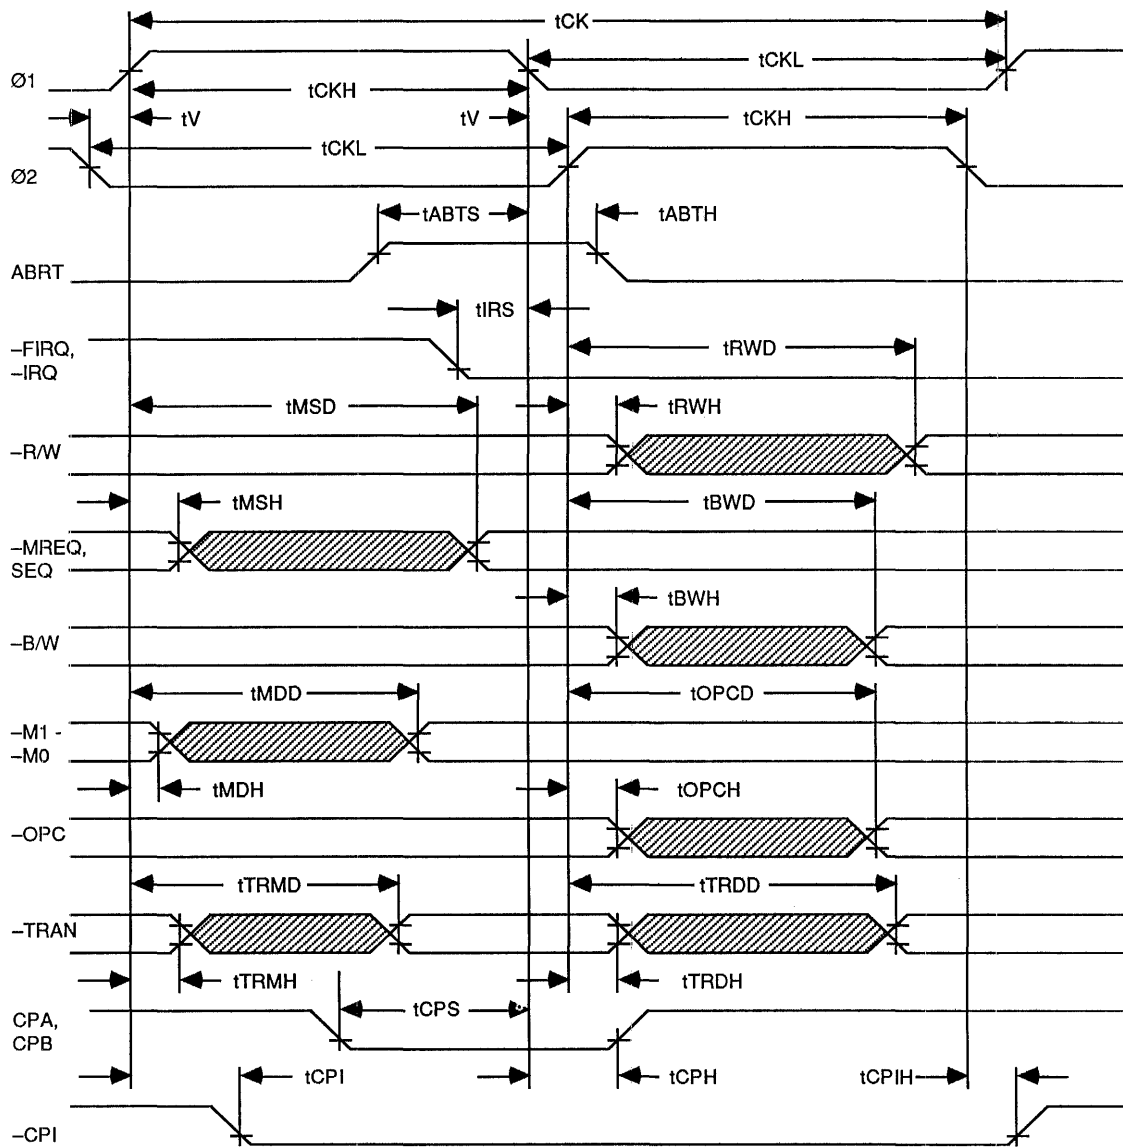 tCK
tCKL
Ø1
tCKH
tV
tV
tCKH
tCKL
Ø2
tABTS
tABTH
ABRT
tIRS
–FIRQ,
–IRQ
tRWD
tMSD
tRWH
–R/W
tMSH
tBWD
–MREQ,
SEQ
tBWH
–B/W
tMDD
tOPCD
–M1 -
–M0
tMDH
tOPCH
–OPC
tTRMD
tTRDD
–TRAN
tTRMH
tTRDH
tCPS
CPA,
CPB
tCPI
tCPH
tCPIH
–CPI